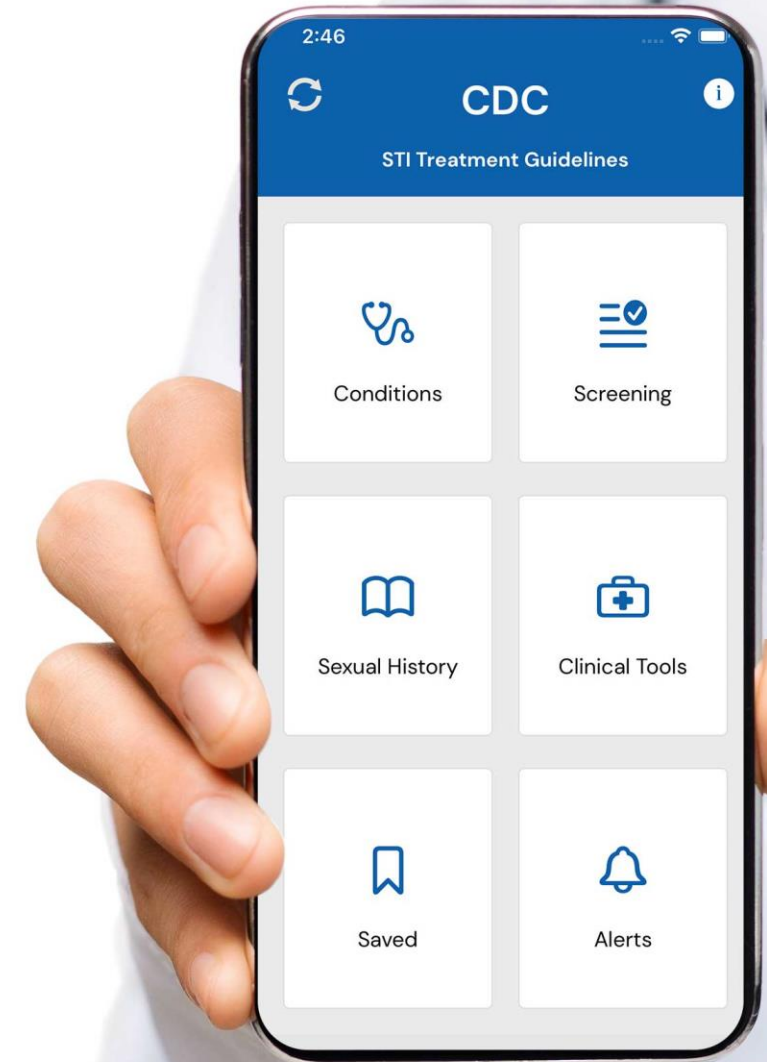 2:46
CDC
STI Treatment Guidelines
Conditions
Screening
Sexual History
Clinical Tools
Saved
Alerts